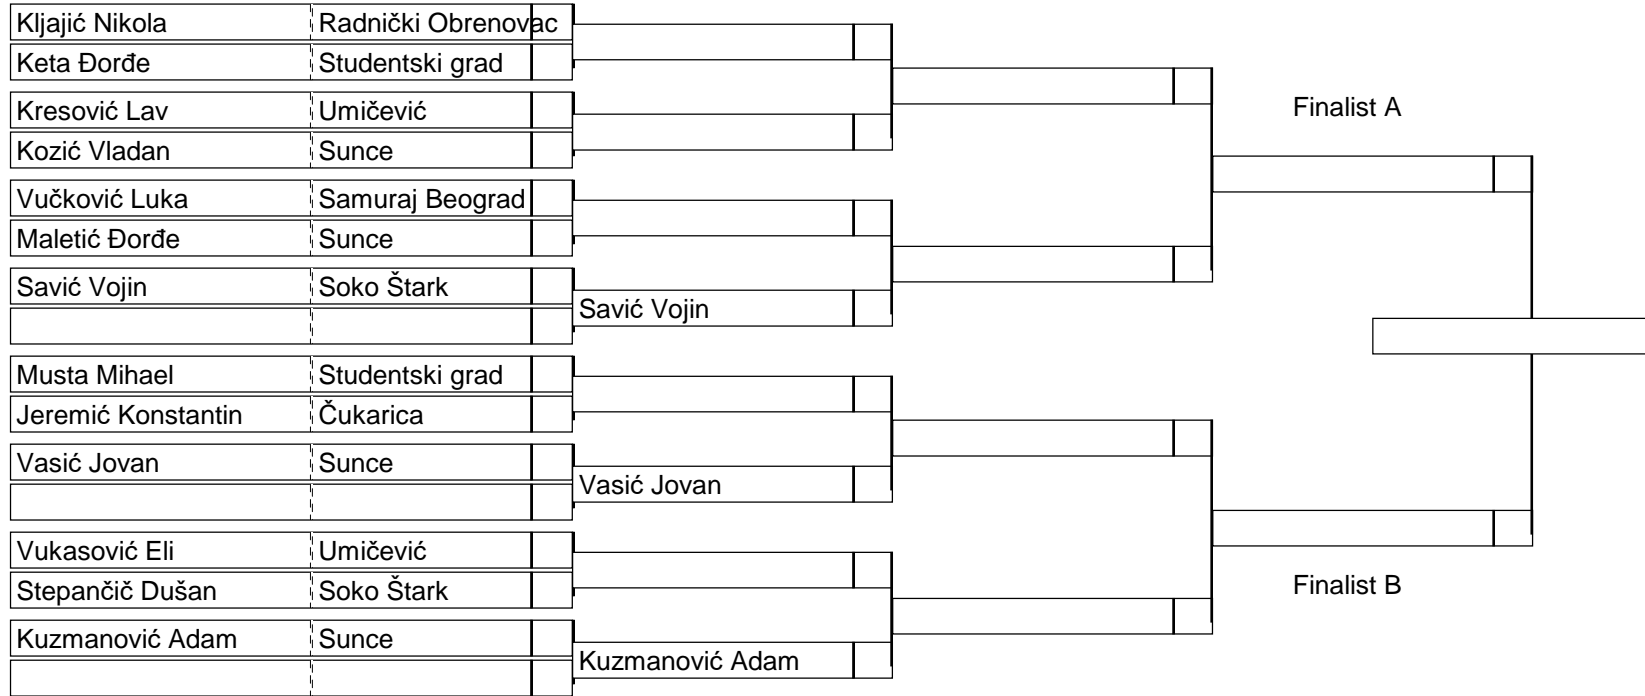 Kljajić Nikola Radnički Obrenovac
Keta Đorđe Studentski grad
Finalist A
Kresović Lav Umičević
Kozić Vladan Sunce
Vučković Luka Samuraj Beograd
Maletić Đorđe Sunce
Savić Vojin Soko Štark
Savić Vojin
Musta Mihael Studentski grad
Jeremić Konstantin Čukarica
Vasić Jovan Sunce
Vasić Jovan
Vukasović Eli Umičević
Stepančič Dušan Soko Štark
Finalist B
Kuzmanović Adam Sunce
Kuzmanović Adam